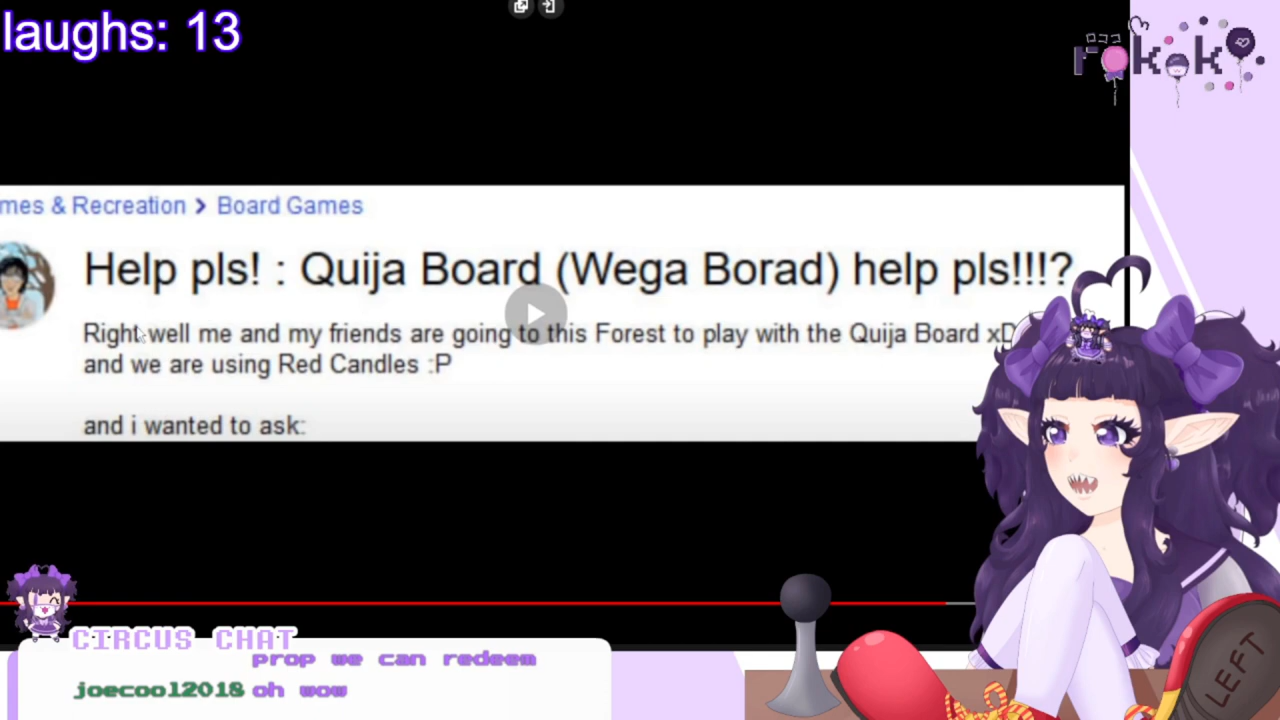 laughs: 13
rokoko
mes & Recreation > Board Games
Help pls! : Quija Board (Wega Borad) help pls!!!?
Right well me and my friends are going to this Forest to play with the Quija Board xD
and we are using Red Candles :P
and i wanted to ask:
CIRCUS CHAT
prop we can redeem
joecool2018 oh wow
LEFT